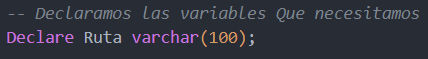 -- Declaramos las variables Que necesitamos
Declare Ruta varchar(100);